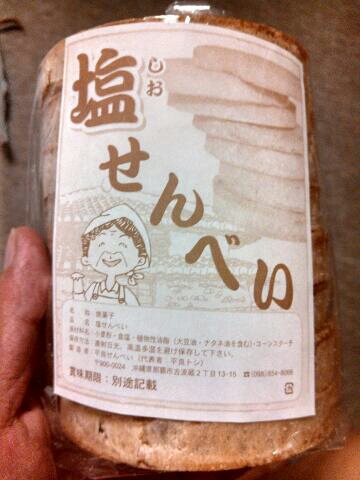 しお
塩せんべい
名　称：焼菓子
品　名：塩せんべい
原材料名：小麦粉・食塩・植物性油脂(大豆油・ナタネ油を含む)・コーンスターチ
保存方法：直射日光、高温多湿を避け保存して下さい。
製造者：平良せんべい(代表者 平良トシ)
〒900-0024 沖縄県那覇市古波蔵2丁目13-15 ☎(098)854-8066
賞味期限：別途記載